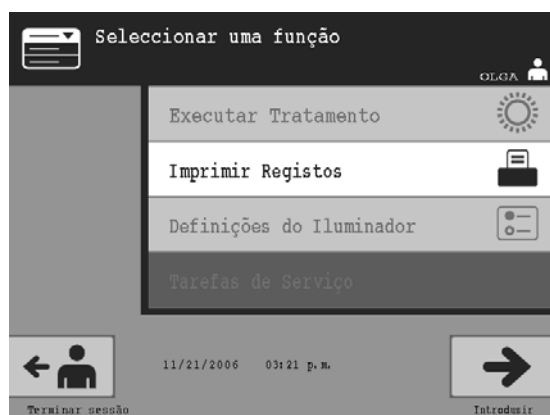 Seleccionar uma função
OLGA
Executar Tratamento
Imprimir Registos
Definições do Iluminador
Tarefas de Serviço
11/21/2006 03:21 p.m.
Terminar sessão
Introduzir